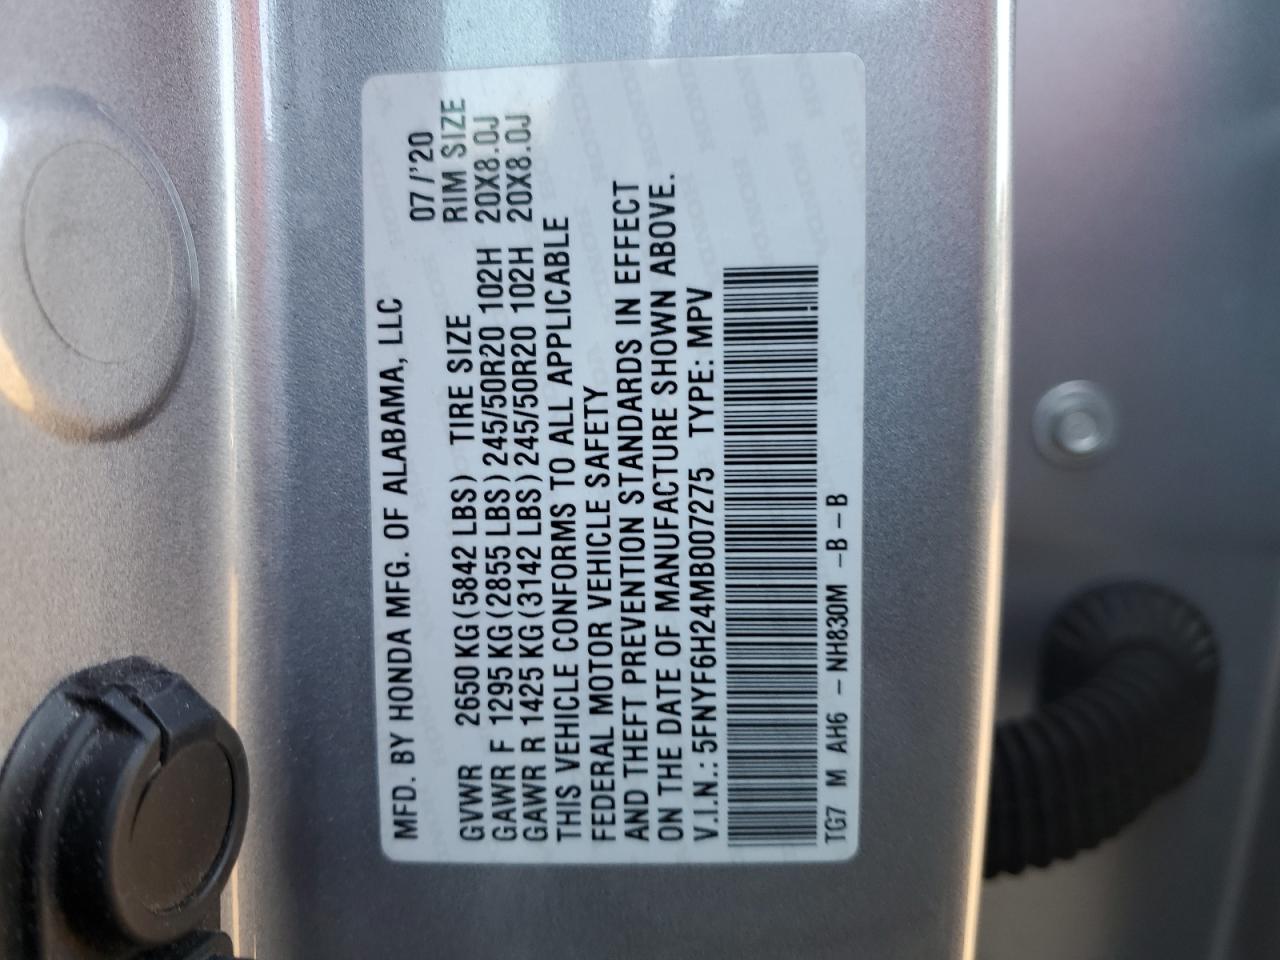 MFD. BY HONDA MFG. OF ALABAMA, LLC 07/'20
GVWR 2650 KG (5842 LBS) TIRE SIZE RIM SIZE
GAWR F 1295 KG (2855 LBS) 245/50R20 102H 20X8.0J
GAWR R 1425 KG (3142 LBS) 245/50R20 102H 20X8.0J
THIS VEHICLE CONFORMS TO ALL APPLICABLE
FEDERAL MOTOR VEHICLE SAFETY
AND THEFT PREVENTION STANDARDS IN EFFECT
ON THE DATE OF MANUFACTURE SHOWN ABOVE.
V.I.N.: 5FNYF6H24MB007275 TYPE: MPV
TG7 M AH6 - NH830M -B-B